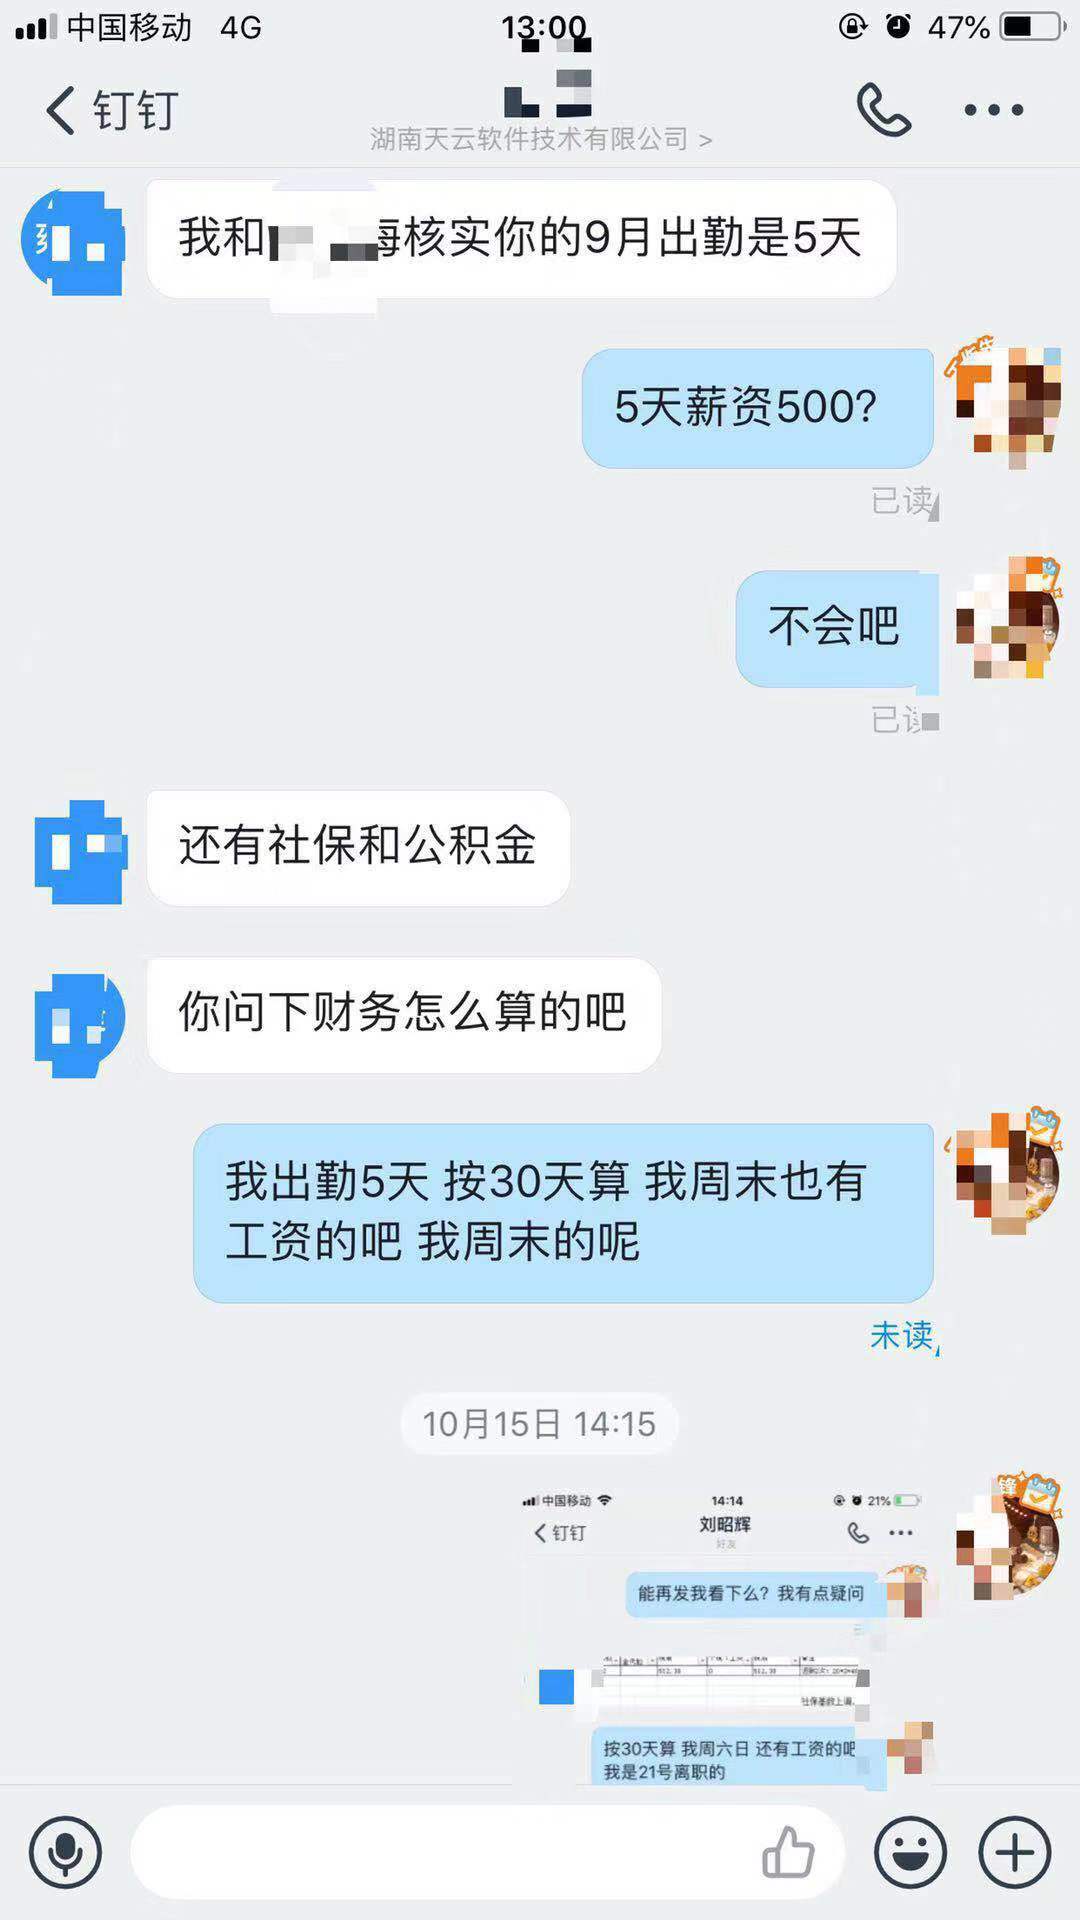 中国移动 4G 13:00 47%
钉钉
湖南天云软件技术有限公司 >
我和 核实你的9月出勤是5天
5天薪资500?
已读
不会吧
已读
还有社保和公积金
你问下财务怎么算的吧
我出勤5天 按30天算 我周末也有
工资的吧 我周末的呢
未读
10月15日 14:15
中国移动 14:14 21%
钉钉 刘昭辉
好友
能再发我看下么？我有点疑问
512.38 0 512.38
社保基数上调
按30天算 我周六日 还有工资的吧
我是21号离职的